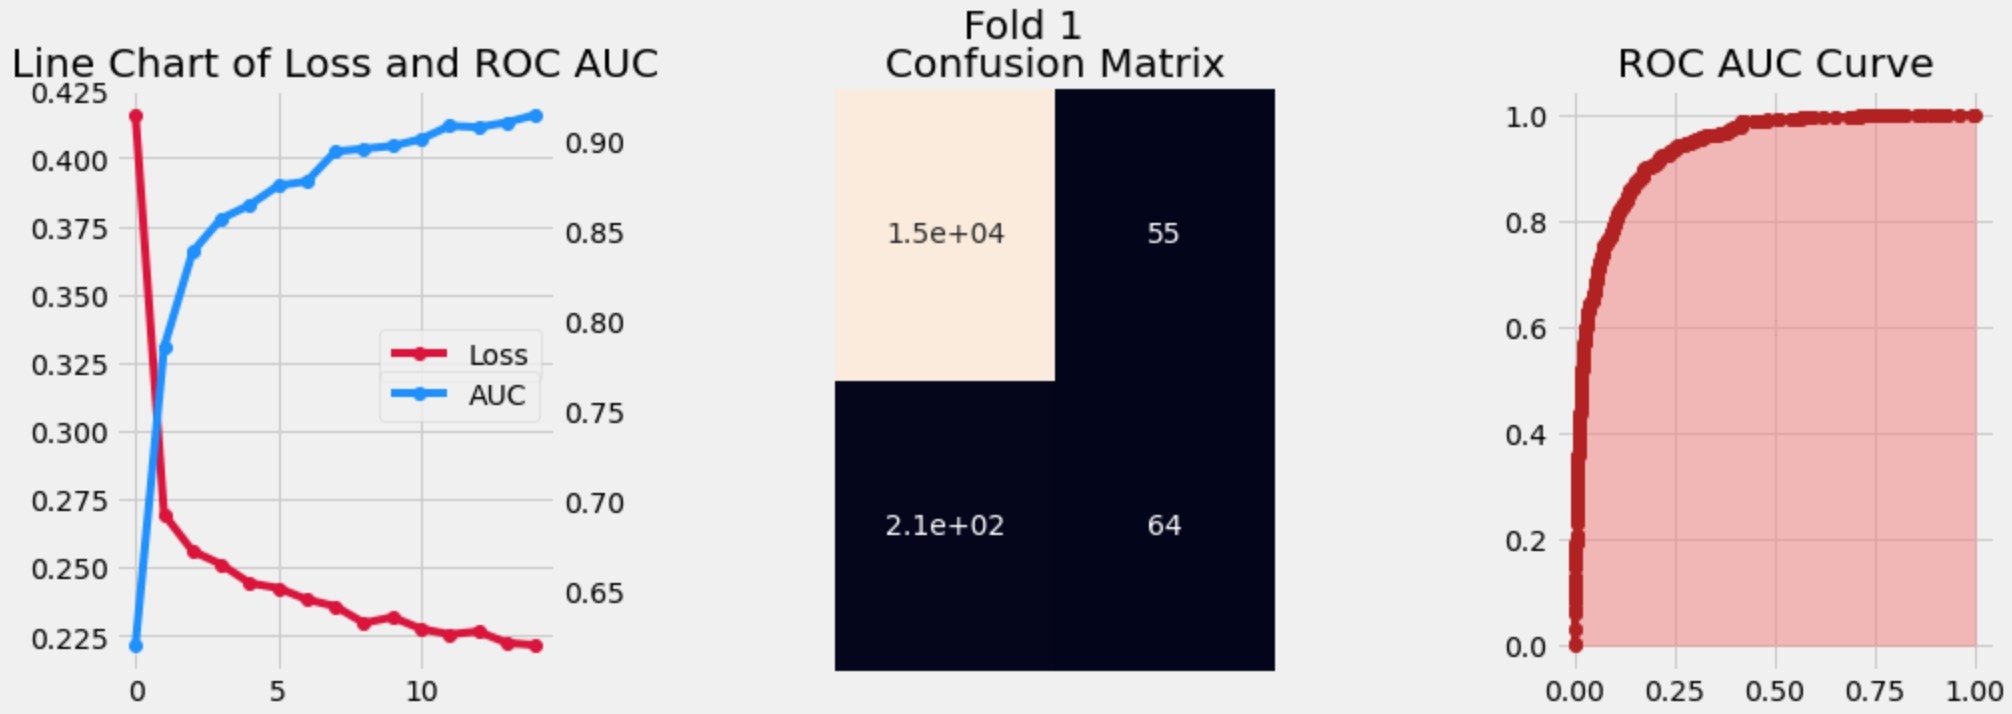 Fold 1
Line Chart of Loss and ROC AUC
0.425
0.400
0.375
0.350
0.325
0.300
0.275
0.250
0.225
0.90
0.85
0.80
0.75
0.70
0.65
Loss
AUC
0 5 10
Confusion Matrix
1.5e+04 55
2.1e+02 64
ROC AUC Curve
1.0
0.8
0.6
0.4
0.2
0.0
0.00 0.25 0.50 0.75 1.00